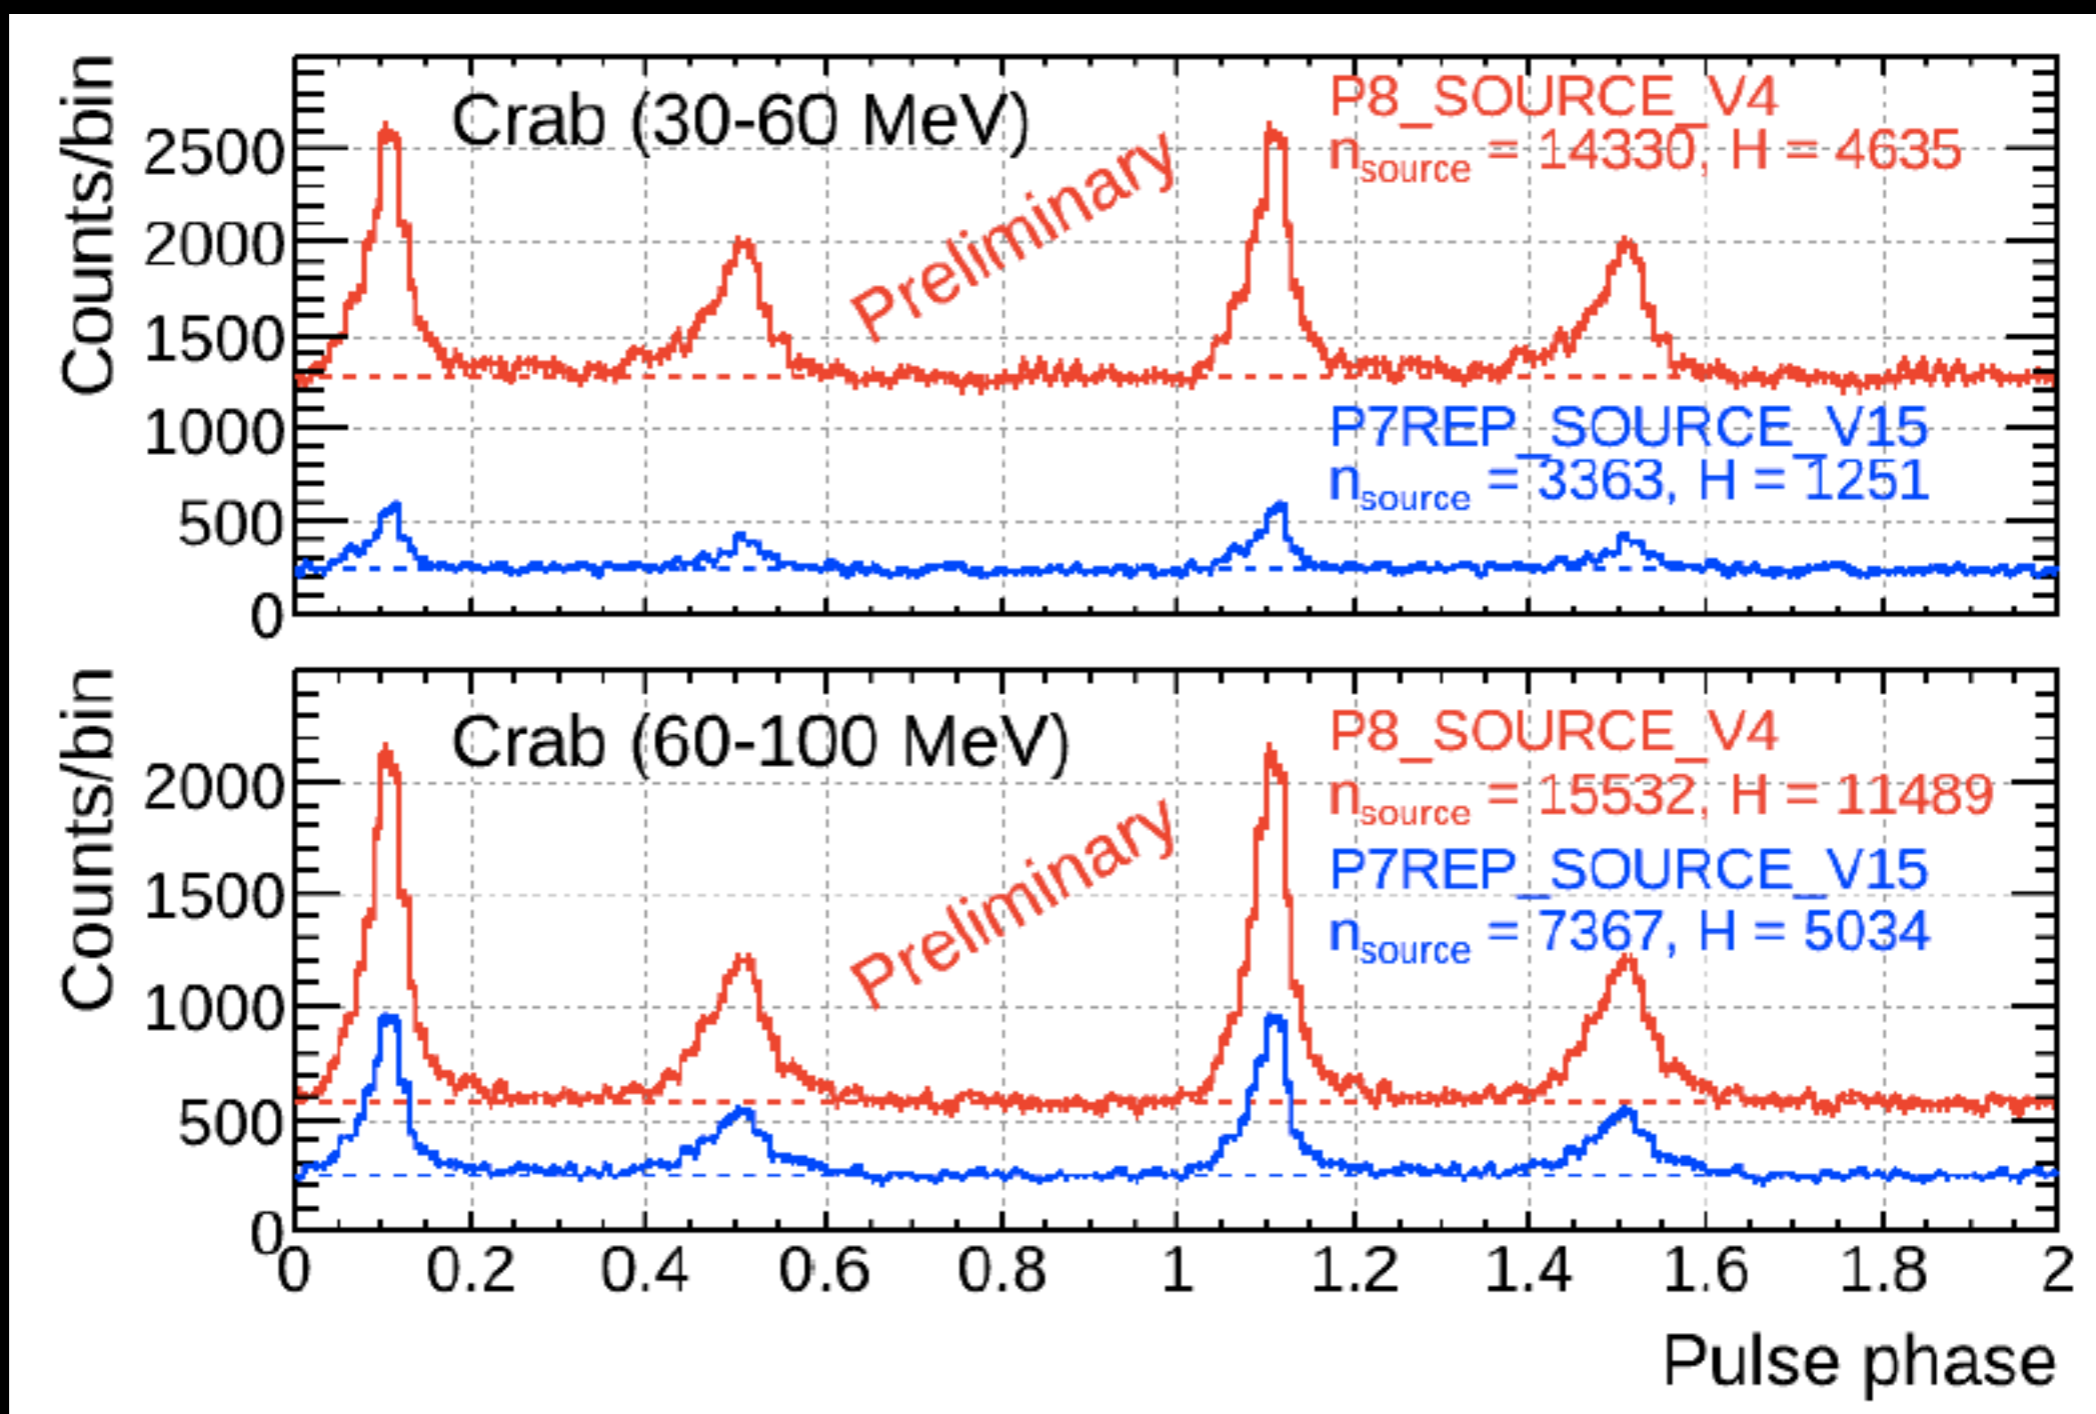 Counts/bin
2500
2000
1500
1000
500
0
Crab (30-60 MeV)
Preliminary
P8_SOURCE_V4
nsource = 14330, H = 4635
P7REP_SOURCE_V15
nsource = 3363, H = 1251
Counts/bin
2000
1500
1000
500
0
Crab (60-100 MeV)
Preliminary
P8_SOURCE_V4
nsource = 15532, H = 11489
P7REP_SOURCE_V15
nsource = 7367, H = 5034
0 0.2 0.4 0.6 0.8 1 1.2 1.4 1.6 1.8 2
Pulse phase